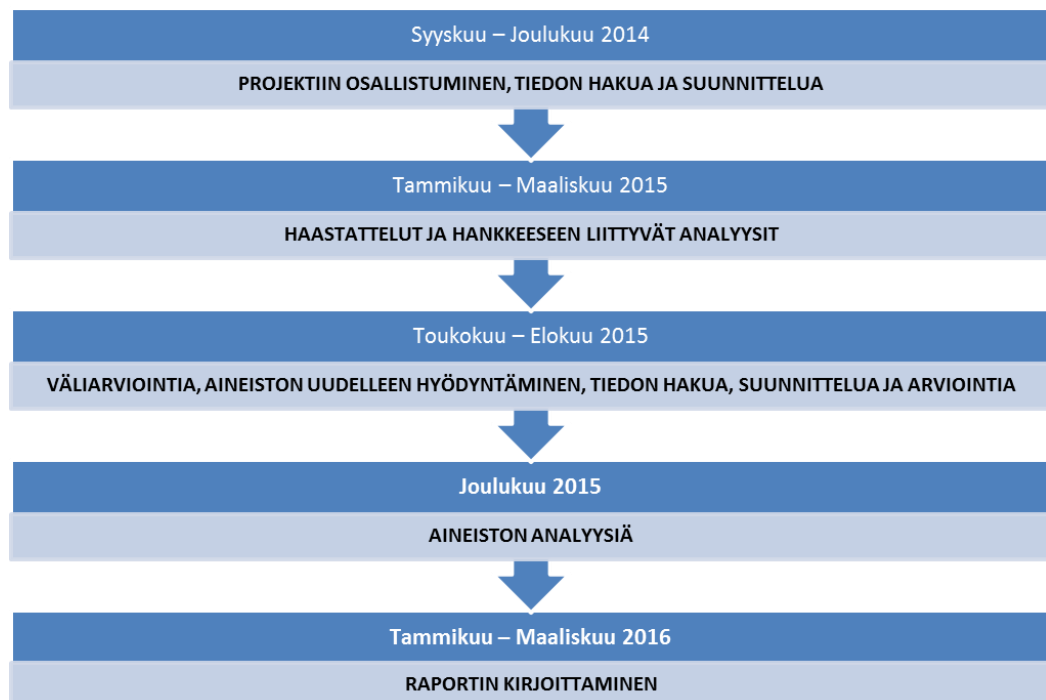 Syyskuu – Joulukuu 2014
PROJEKTIIN OSALLISTUMINEN, TIEDON HAKUA JA SUUNNITTELUA
Tammikuu – Maaliskuu 2015
HAASTATTELUT JA HANKKEESEEN LIITTYVÄT ANALYYSIT
Toukokuu – Elokuu 2015
VÄLIARVIOINTIA, AINEISTON UUDELLEEN HYÖDYNTÄMINEN, TIEDON HAKUA, SUUNNITTELUA JA ARVIOINTIA
Joulukuu 2015
AINEISTON ANALYYSIÄ
Tammikuu – Maaliskuu 2016
RAPORTIN KIRJOITTAMINEN